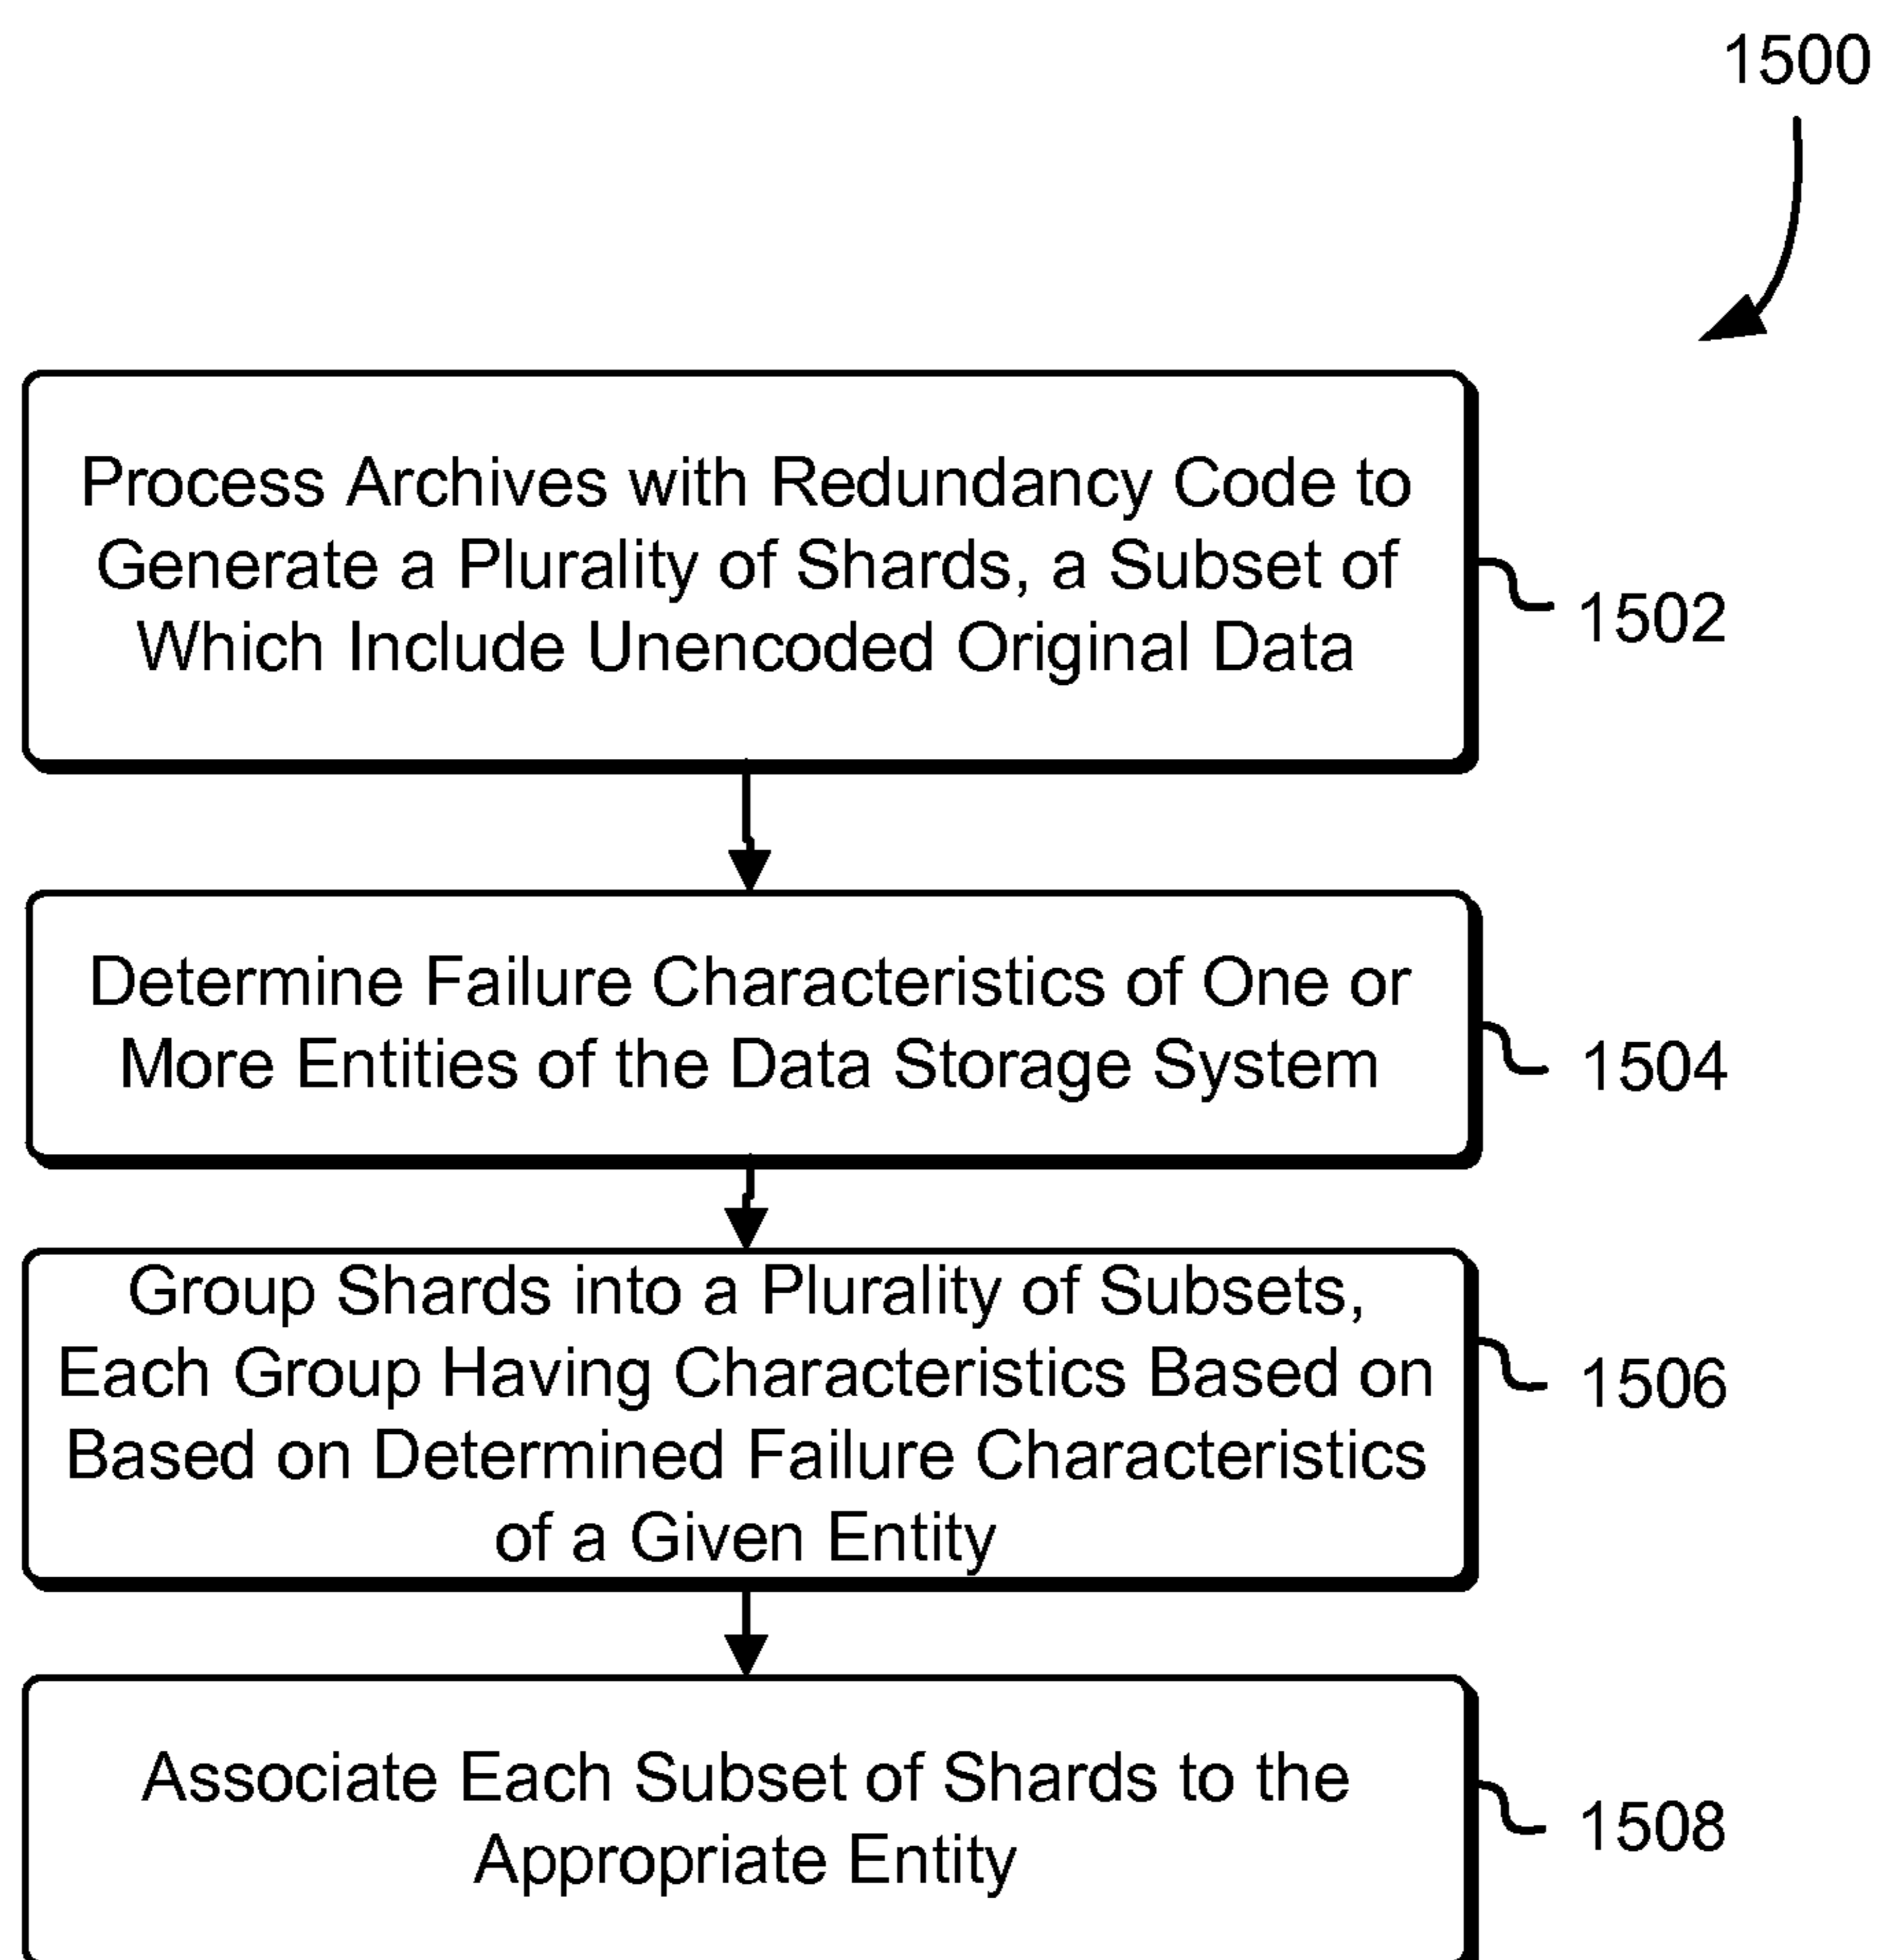 1500
Process Archives with Redundancy Code to
Generate a Plurality of Shards, a Subset of
Which Include Unencoded Original Data
1502
Determine Failure Characteristics of One or
More Entities of the Data Storage System
1504
Group Shards into a Plurality of Subsets,
Each Group Having Characteristics Based on
Based on Determined Failure Characteristics
of a Given Entity
1506
Associate Each Subset of Shards to the
Appropriate Entity
1508